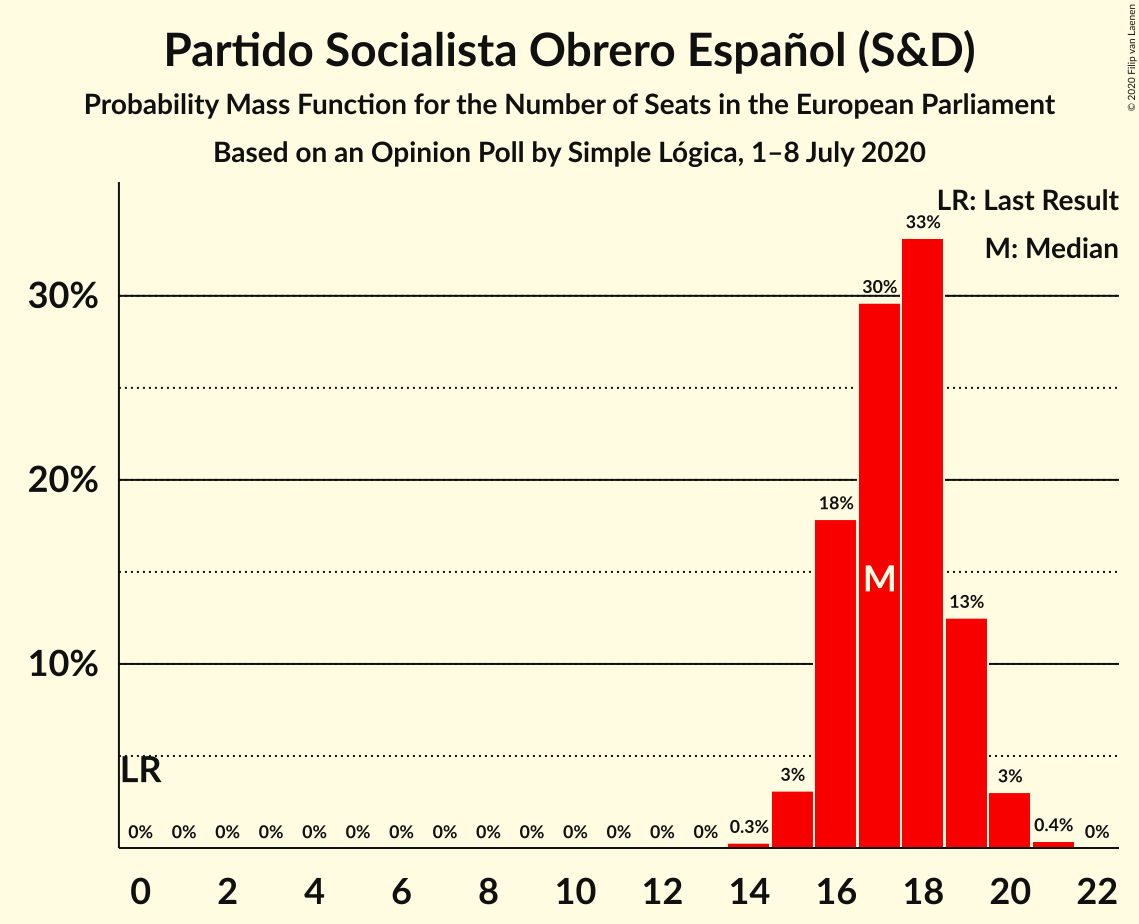 Partido Socialista Obrero Español (S&D)
Probability Mass Function for the Number of Seats in the European Parliament
Based on an Opinion Poll by Simple Lógica, 1–8 July 2020
© 2020 Filip van Laenen
LR: Last Result
M: Median
33%
30%
30%
20%
18%
M
13%
10%
LR
3%
3%
0% 0% 0% 0% 0% 0% 0% 0% 0% 0% 0% 0% 0% 0% 0.3% 0.4% 0%
0 2 4 6 8 10 12 14 16 18 20 22